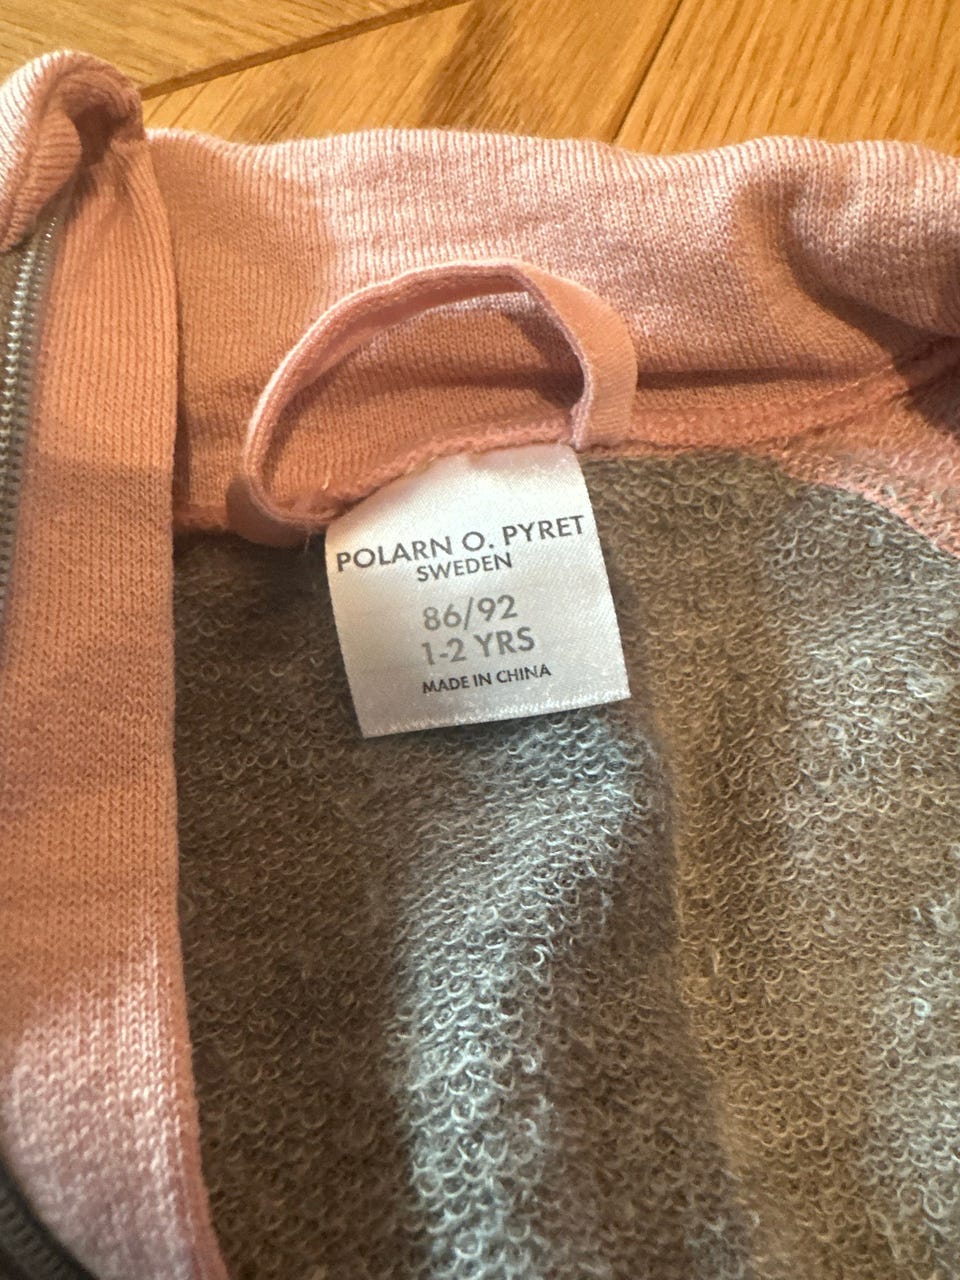 POLARN O. PYRET
SWEDEN
86/92
1-2 YRS
MADE IN CHINA